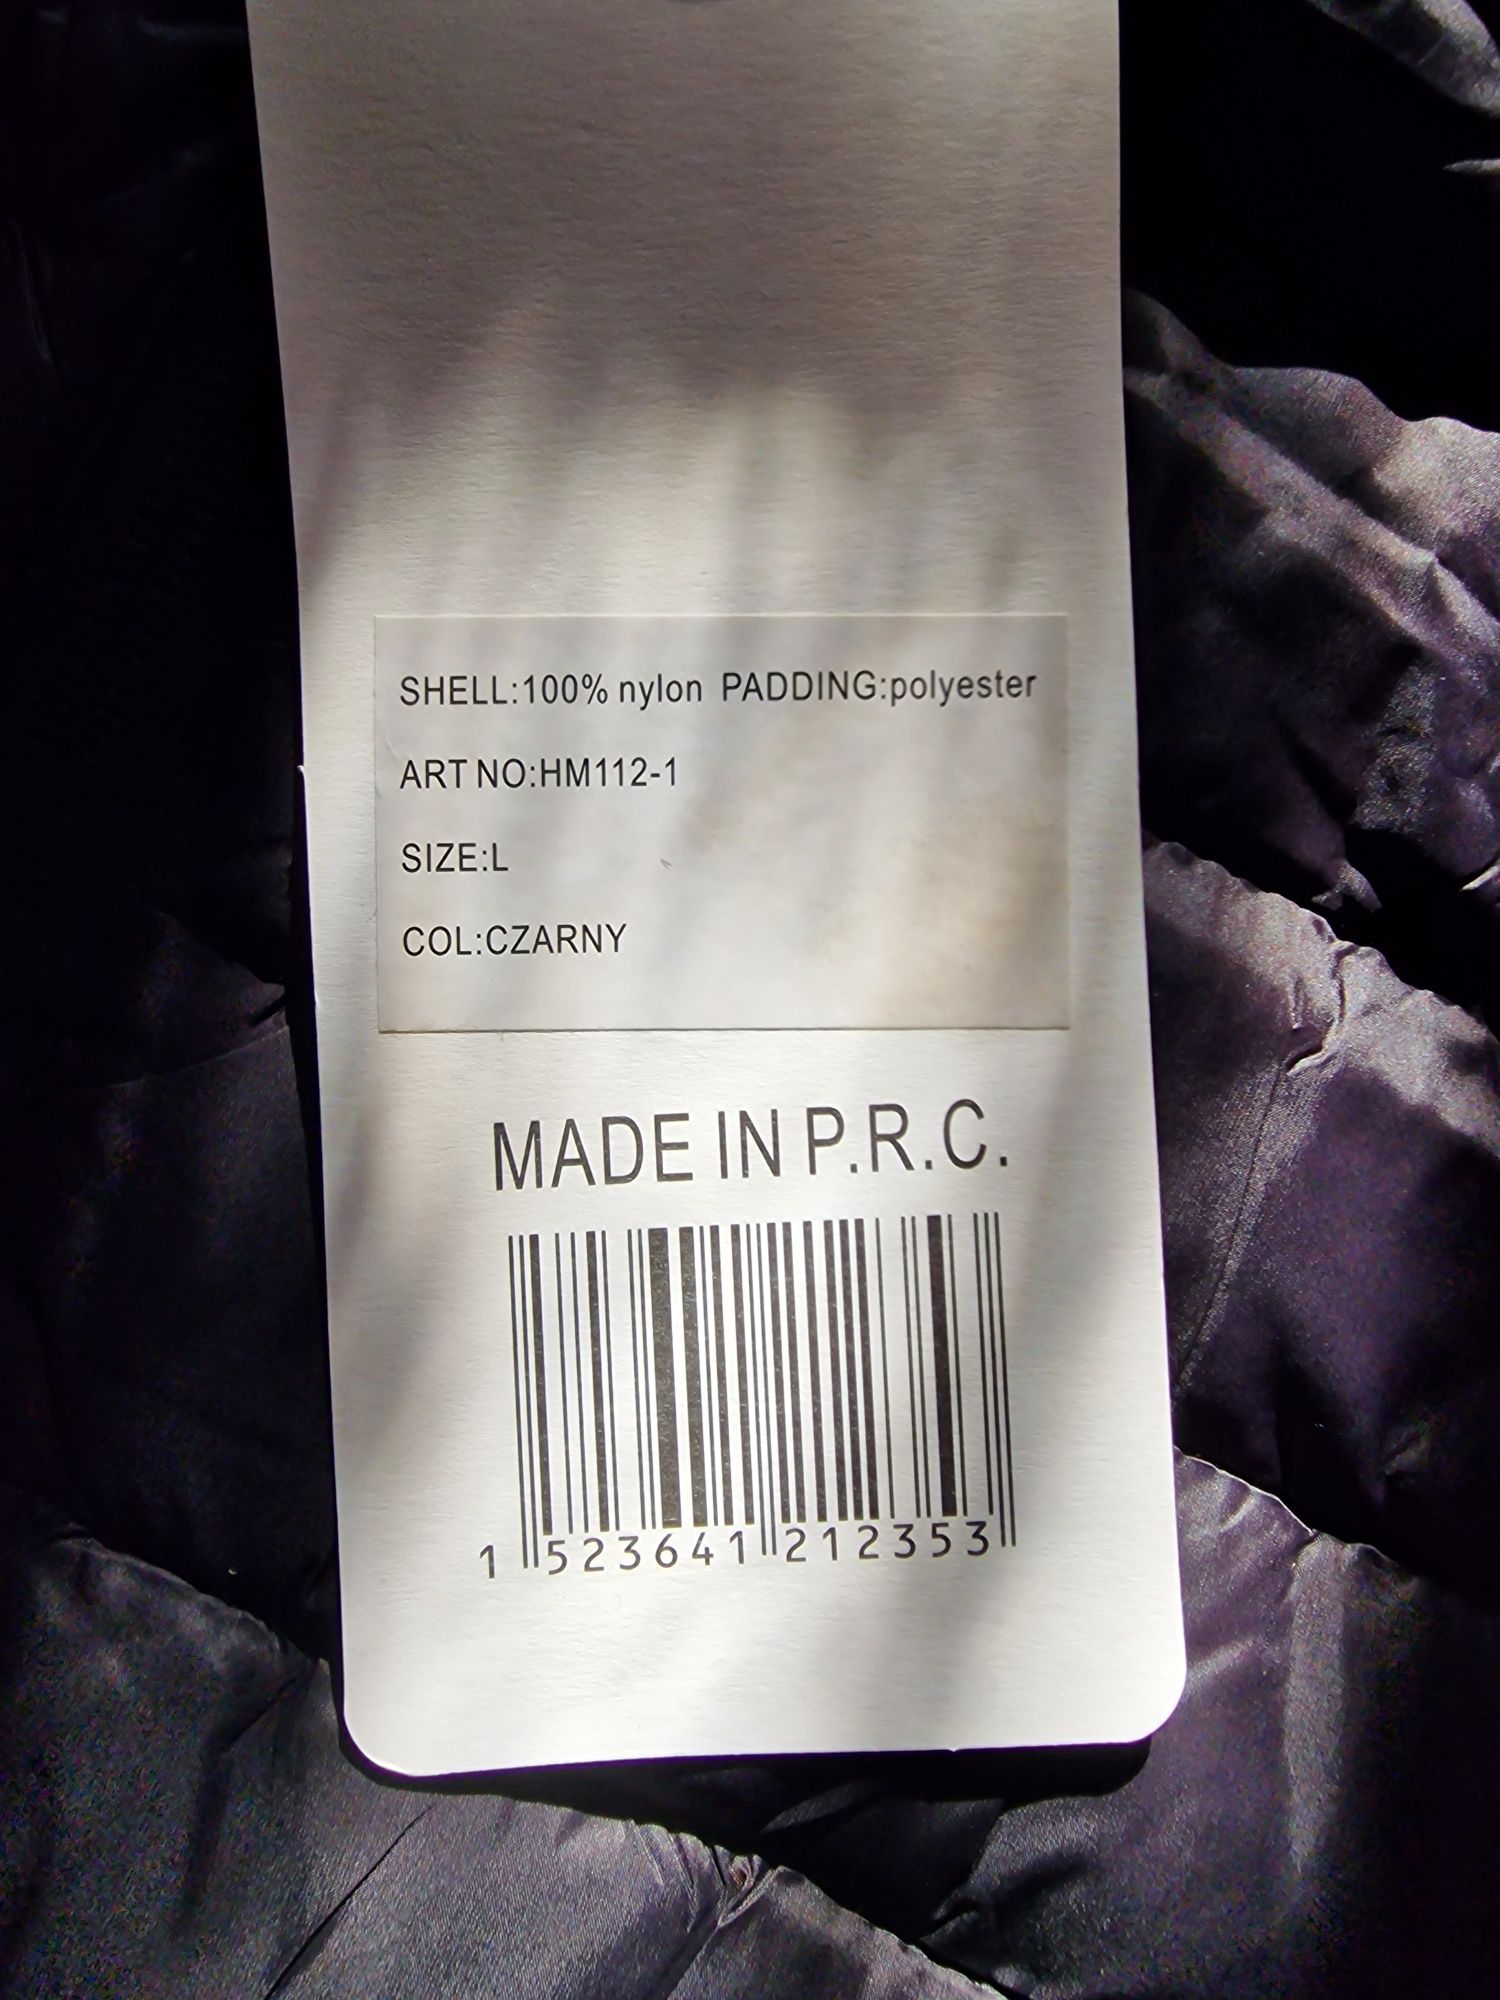 SHELL:100% nylon PADDING:polyester
ART NO:HM112-1
SIZE:L
COL:CZARNY
MADE IN P.R.C.
1 523641 212353